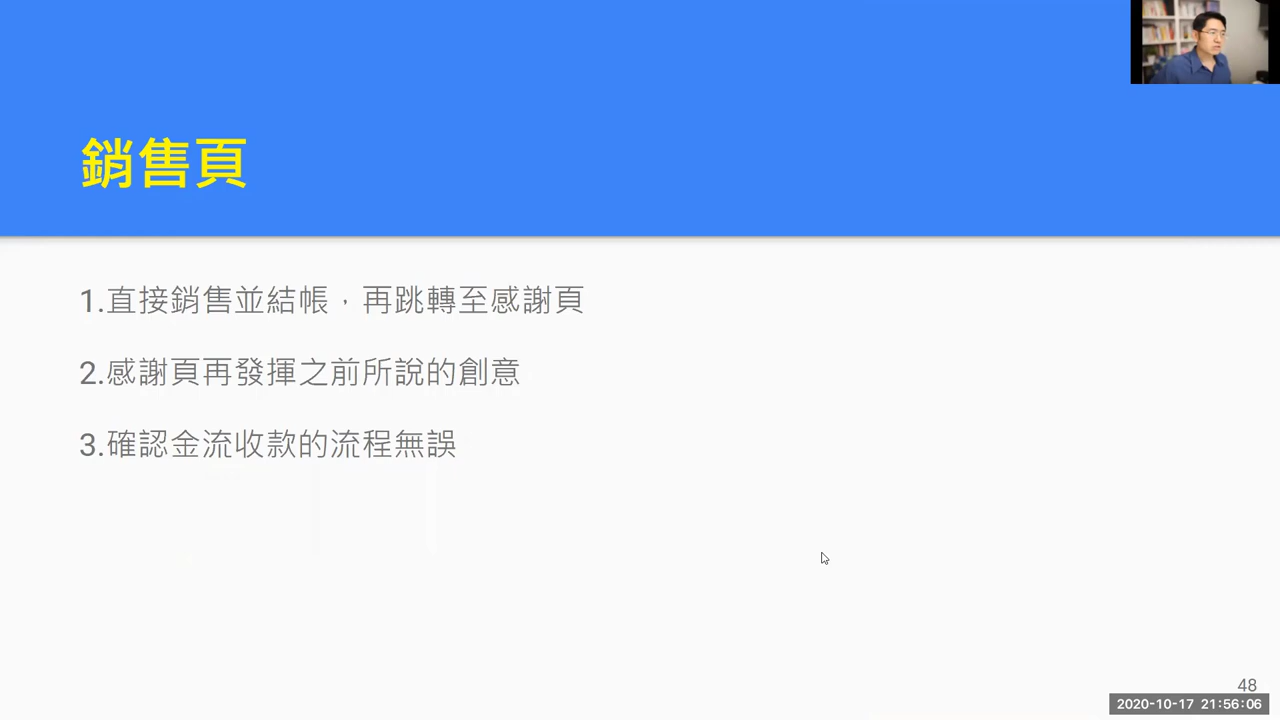 銷售頁
1.直接銷售並結帳，再跳轉至感謝頁
2.感謝頁再發揮之前所說的創意
3.確認金流收款的流程無誤
48
2020-10-17 21:56:06